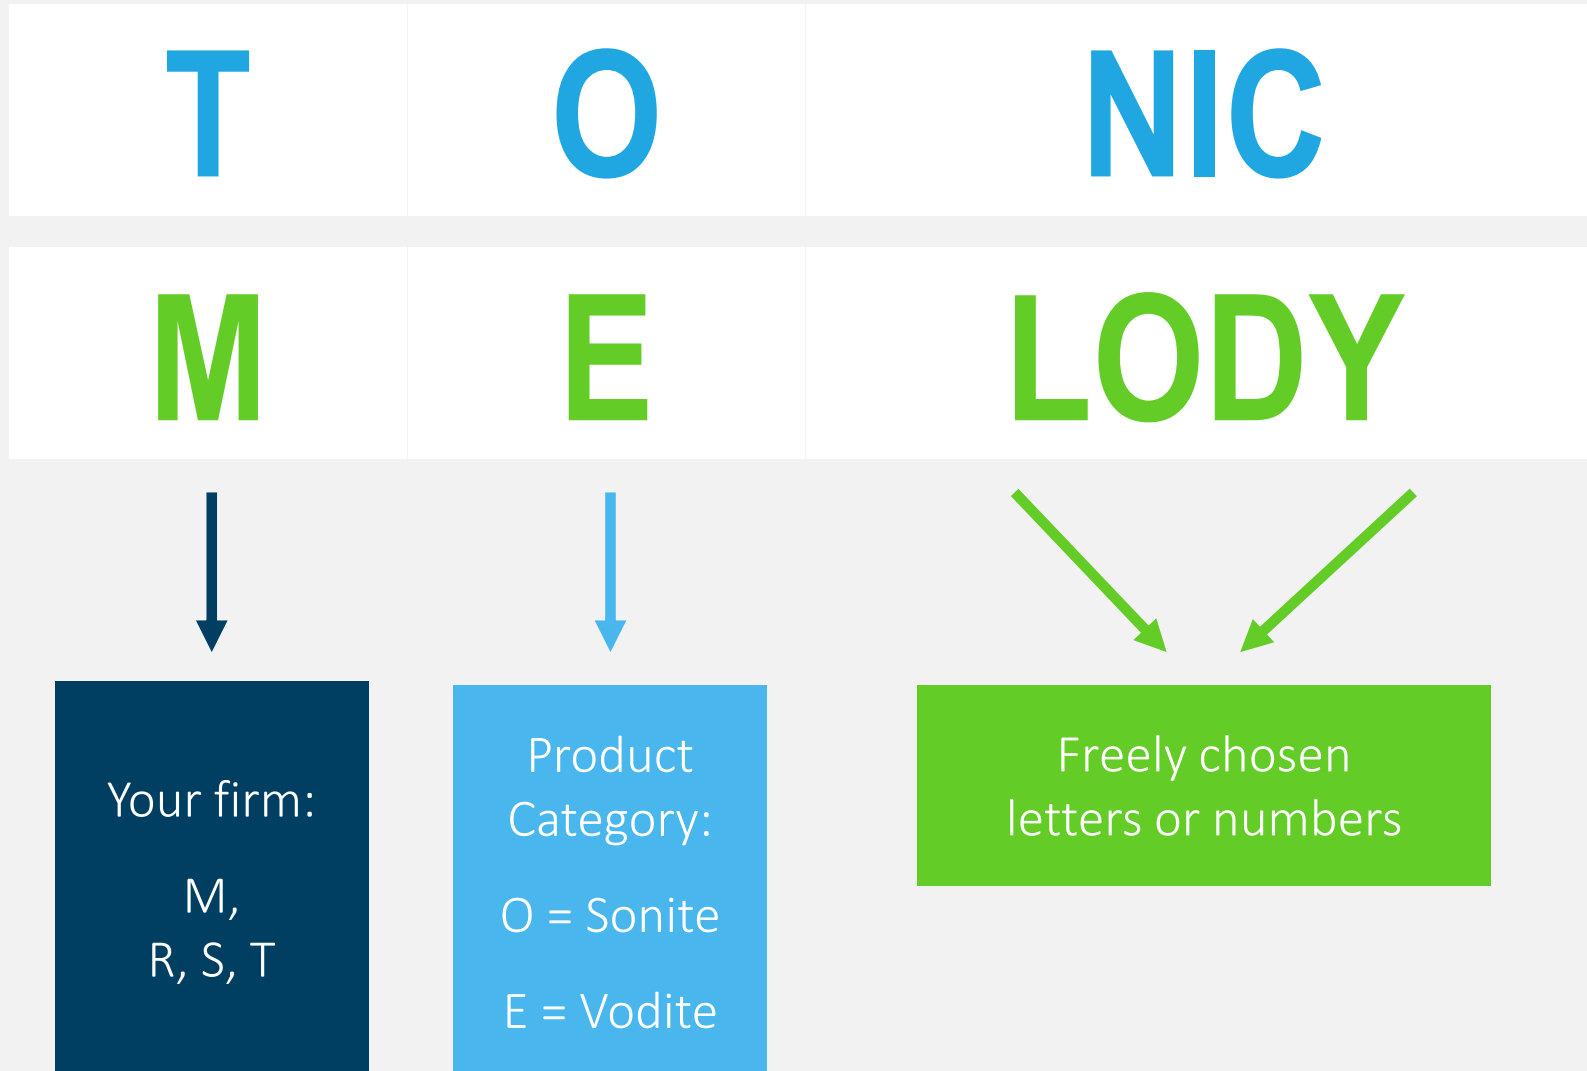 T O NIC
M E LODY
Your firm:
M,
R, S, T
Product
Category:
O = Sonite
E = Vodite
Freely chosen
letters or numbers